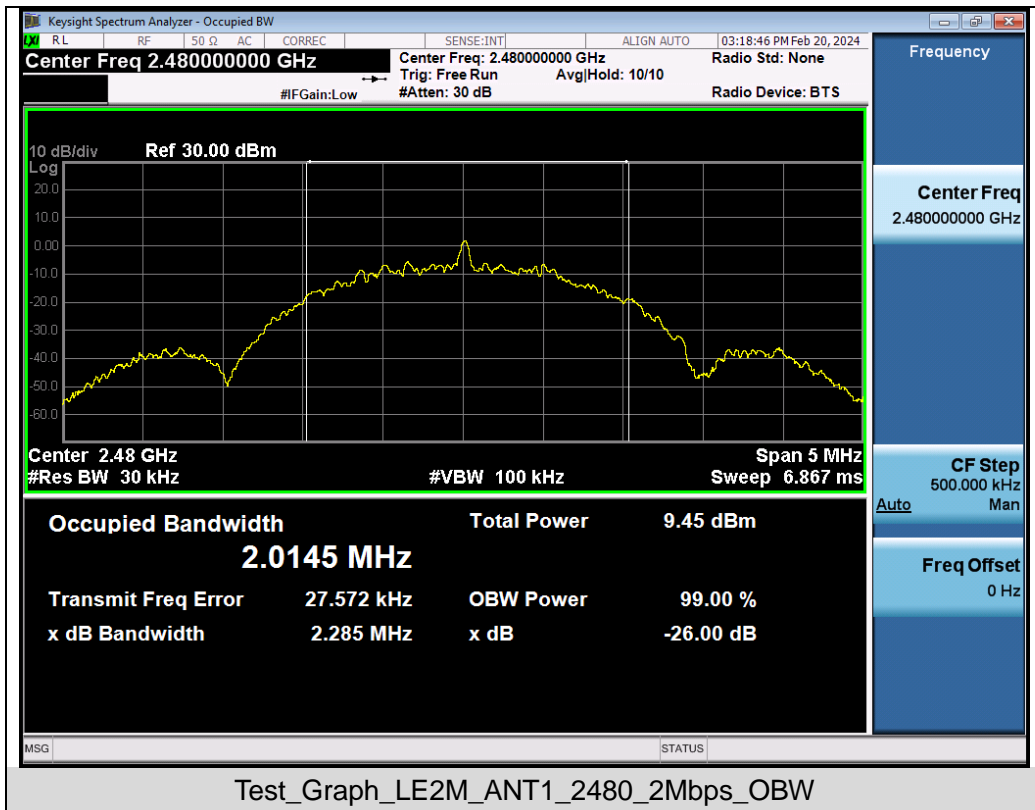 Keysight Spectrum Analyzer - Occupied BW
LXI RL RF 50 Ω AC CORREC SENSE:INT ALIGN AUTO 03:18:46 PM Feb 20, 2024
Center Freq 2.480000000 GHz
#IFGain:Low
Center Freq: 2.480000000 GHz
Trig: Free Run Avg|Hold: 10/10
#Atten: 30 dB
Radio Std: None
Radio Device: BTS
10 dB/div Ref 30.00 dBm
Log
20.0
10.0
0.00
-10.0
-20.0
-30.0
-40.0
-50.0
-60.0
Center 2.48 GHz Span 5 MHz
#Res BW 30 kHz #VBW 100 kHz Sweep 6.867 ms
Occupied Bandwidth Total Power 9.45 dBm
2.0145 MHz
Transmit Freq Error 27.572 kHz OBW Power 99.00 %
x dB Bandwidth 2.285 MHz x dB -26.00 dB
MSG STATUS
Frequency
Center Freq
2.480000000 GHz
CF Step
500.000 kHz
Auto Man
Freq Offset
0 Hz
Test_Graph_LE2M_ANT1_2480_2Mbps_OBW